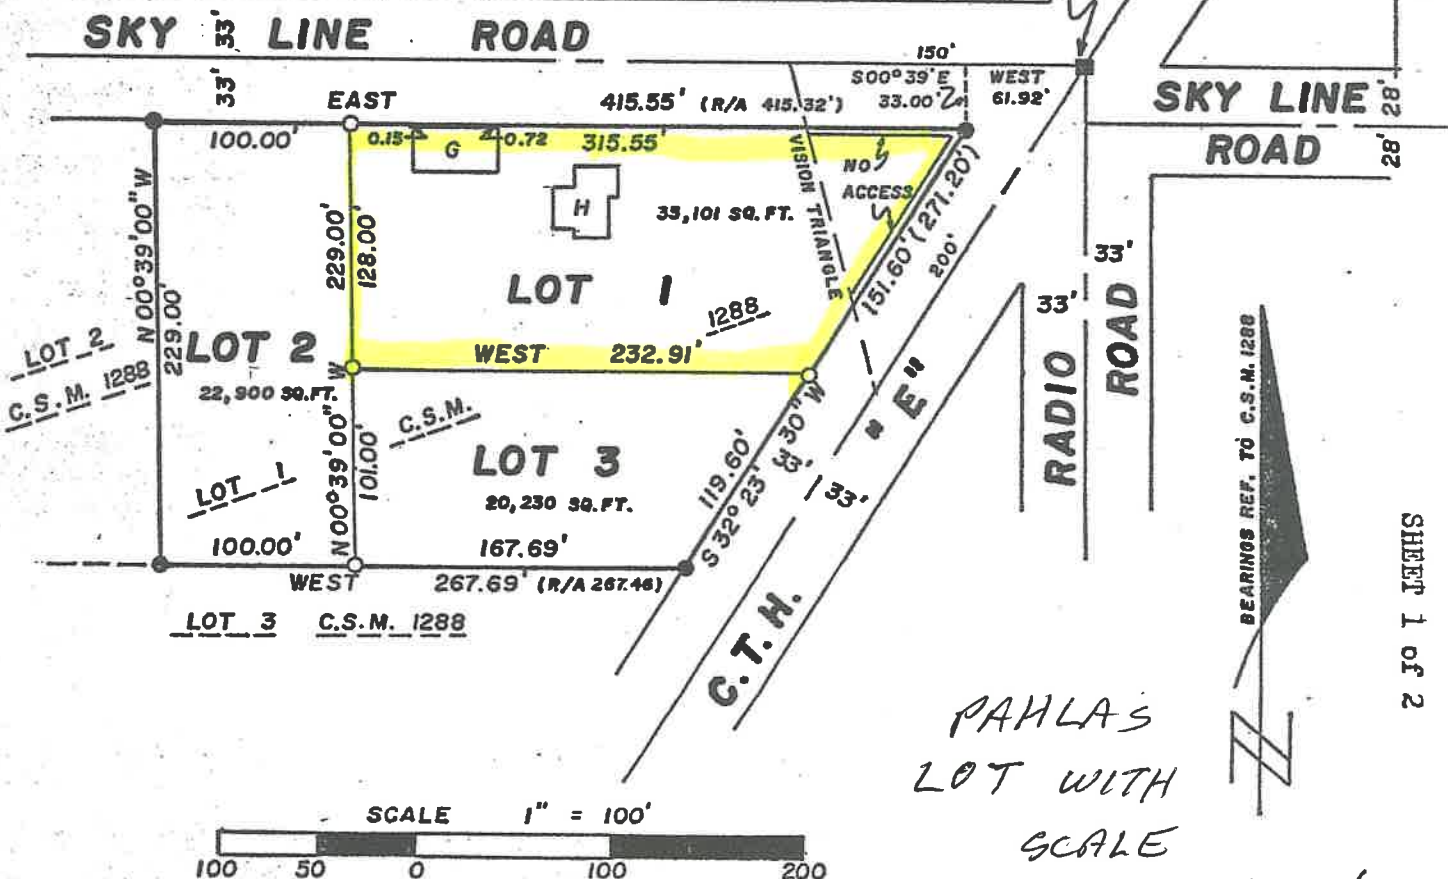 SKY LINE ROAD
33'
33'
150'
S00°39'E
33.00'
WEST
61.92'
SKY LINE
ROAD
28'
28'
EAST
415.55' (R/A 415.32')
100.00'
0.15
G
0.72
315.55'
NO
ACCESS
VISION TRIANGLE
H
35,101 SQ.FT.
151.60' (271.20')
200'
N 00°39'00" W
229.00'
229.00'
128.00'
LOT 1
1288
33'
33'
RADIO
ROAD
LOT 2
C.S.M. 1288
LOT 2
22,900 SQ.FT.
WEST 232.91'
C.S.M.
LOT 1
N 00°39'00" W
101.00'
LOT 3
20,230 SQ.FT.
119.60'
S 32° 23' 30" W
33'
33'
C.T.H. "E"
100.00'
167.69'
WEST 267.69' (R/A 267.46)
LOT 3 C.S.M. 1288
BEARINGS REF. TO C.S.M. 1288
N
SHEET 1 of 2
PAHLAS
LOT WITH
SCALE
SCALE 1" = 100'
100 50 0 100 200